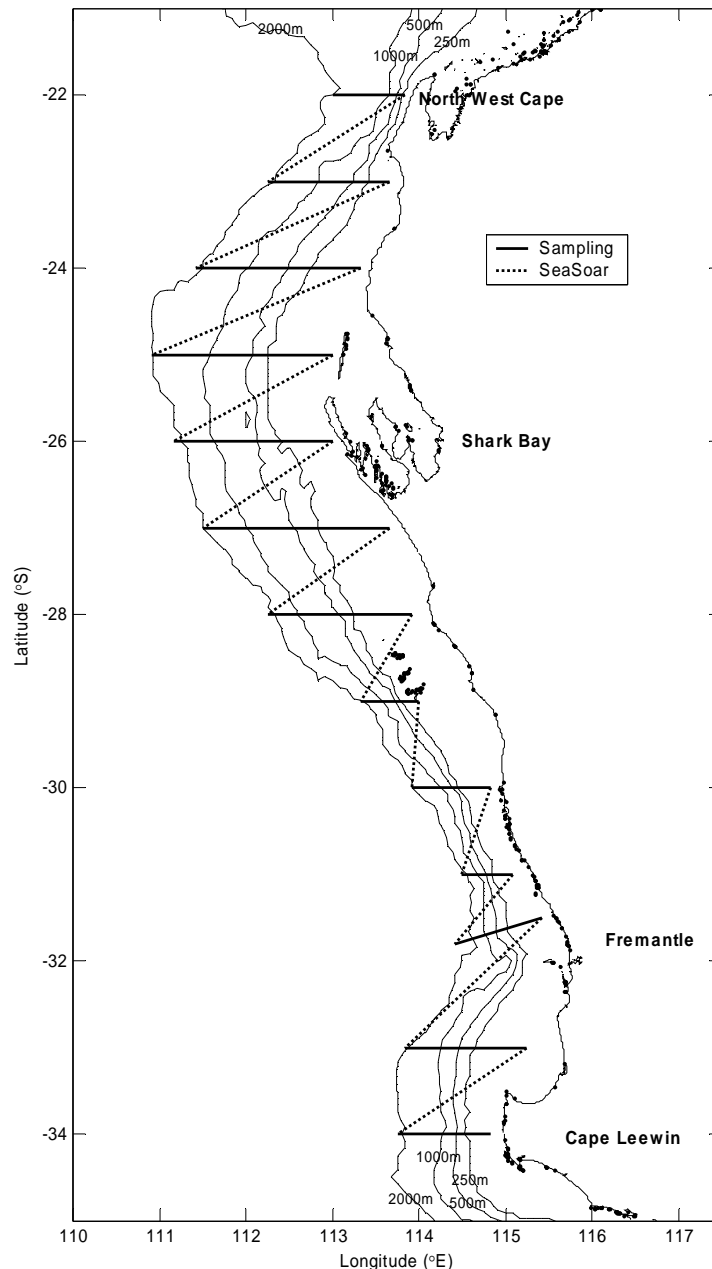 2000m
500m
250m
1000m
-22
North West Cape
Sampling
SeaSoar
-24
-26
Shark Bay
Latitude (°S)
-28
-30
Fremantle
-32
-34
Cape Leewin
1000m
250m
2000m
500m
110
111
112
113
114
115
116
117
Longitude (°E)